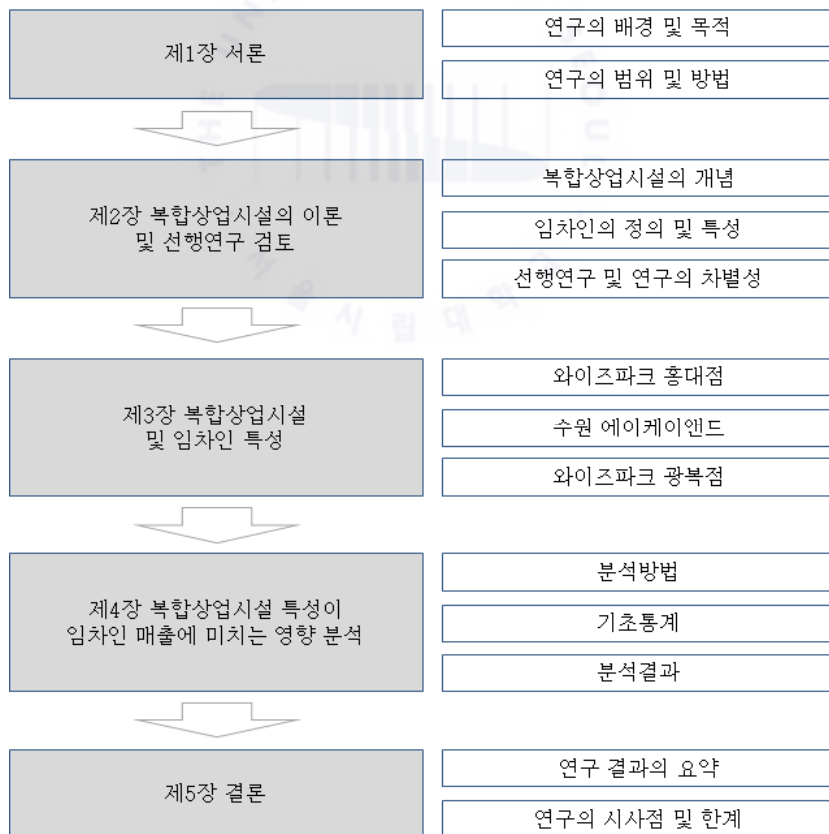 제1장 서론
연구의 배경 및 목적
연구의 범위 및 방법
제2장 복합상업시설의 이론
및 선행연구 검토
복합상업시설의 개념
임차인의 정의 및 특성
선행연구 및 연구의 차별성
서울시립대학교
제3장 복합상업시설
및 임차인 특성
와이즈파크 홍대점
수원 에이케이앤드
와이즈파크 광복점
제4장 복합상업시설 특성이
임차인 매출에 미치는 영향 분석
분석방법
기초통계
분석결과
제5장 결론
연구 결과의 요약
연구의 시사점 및 한계